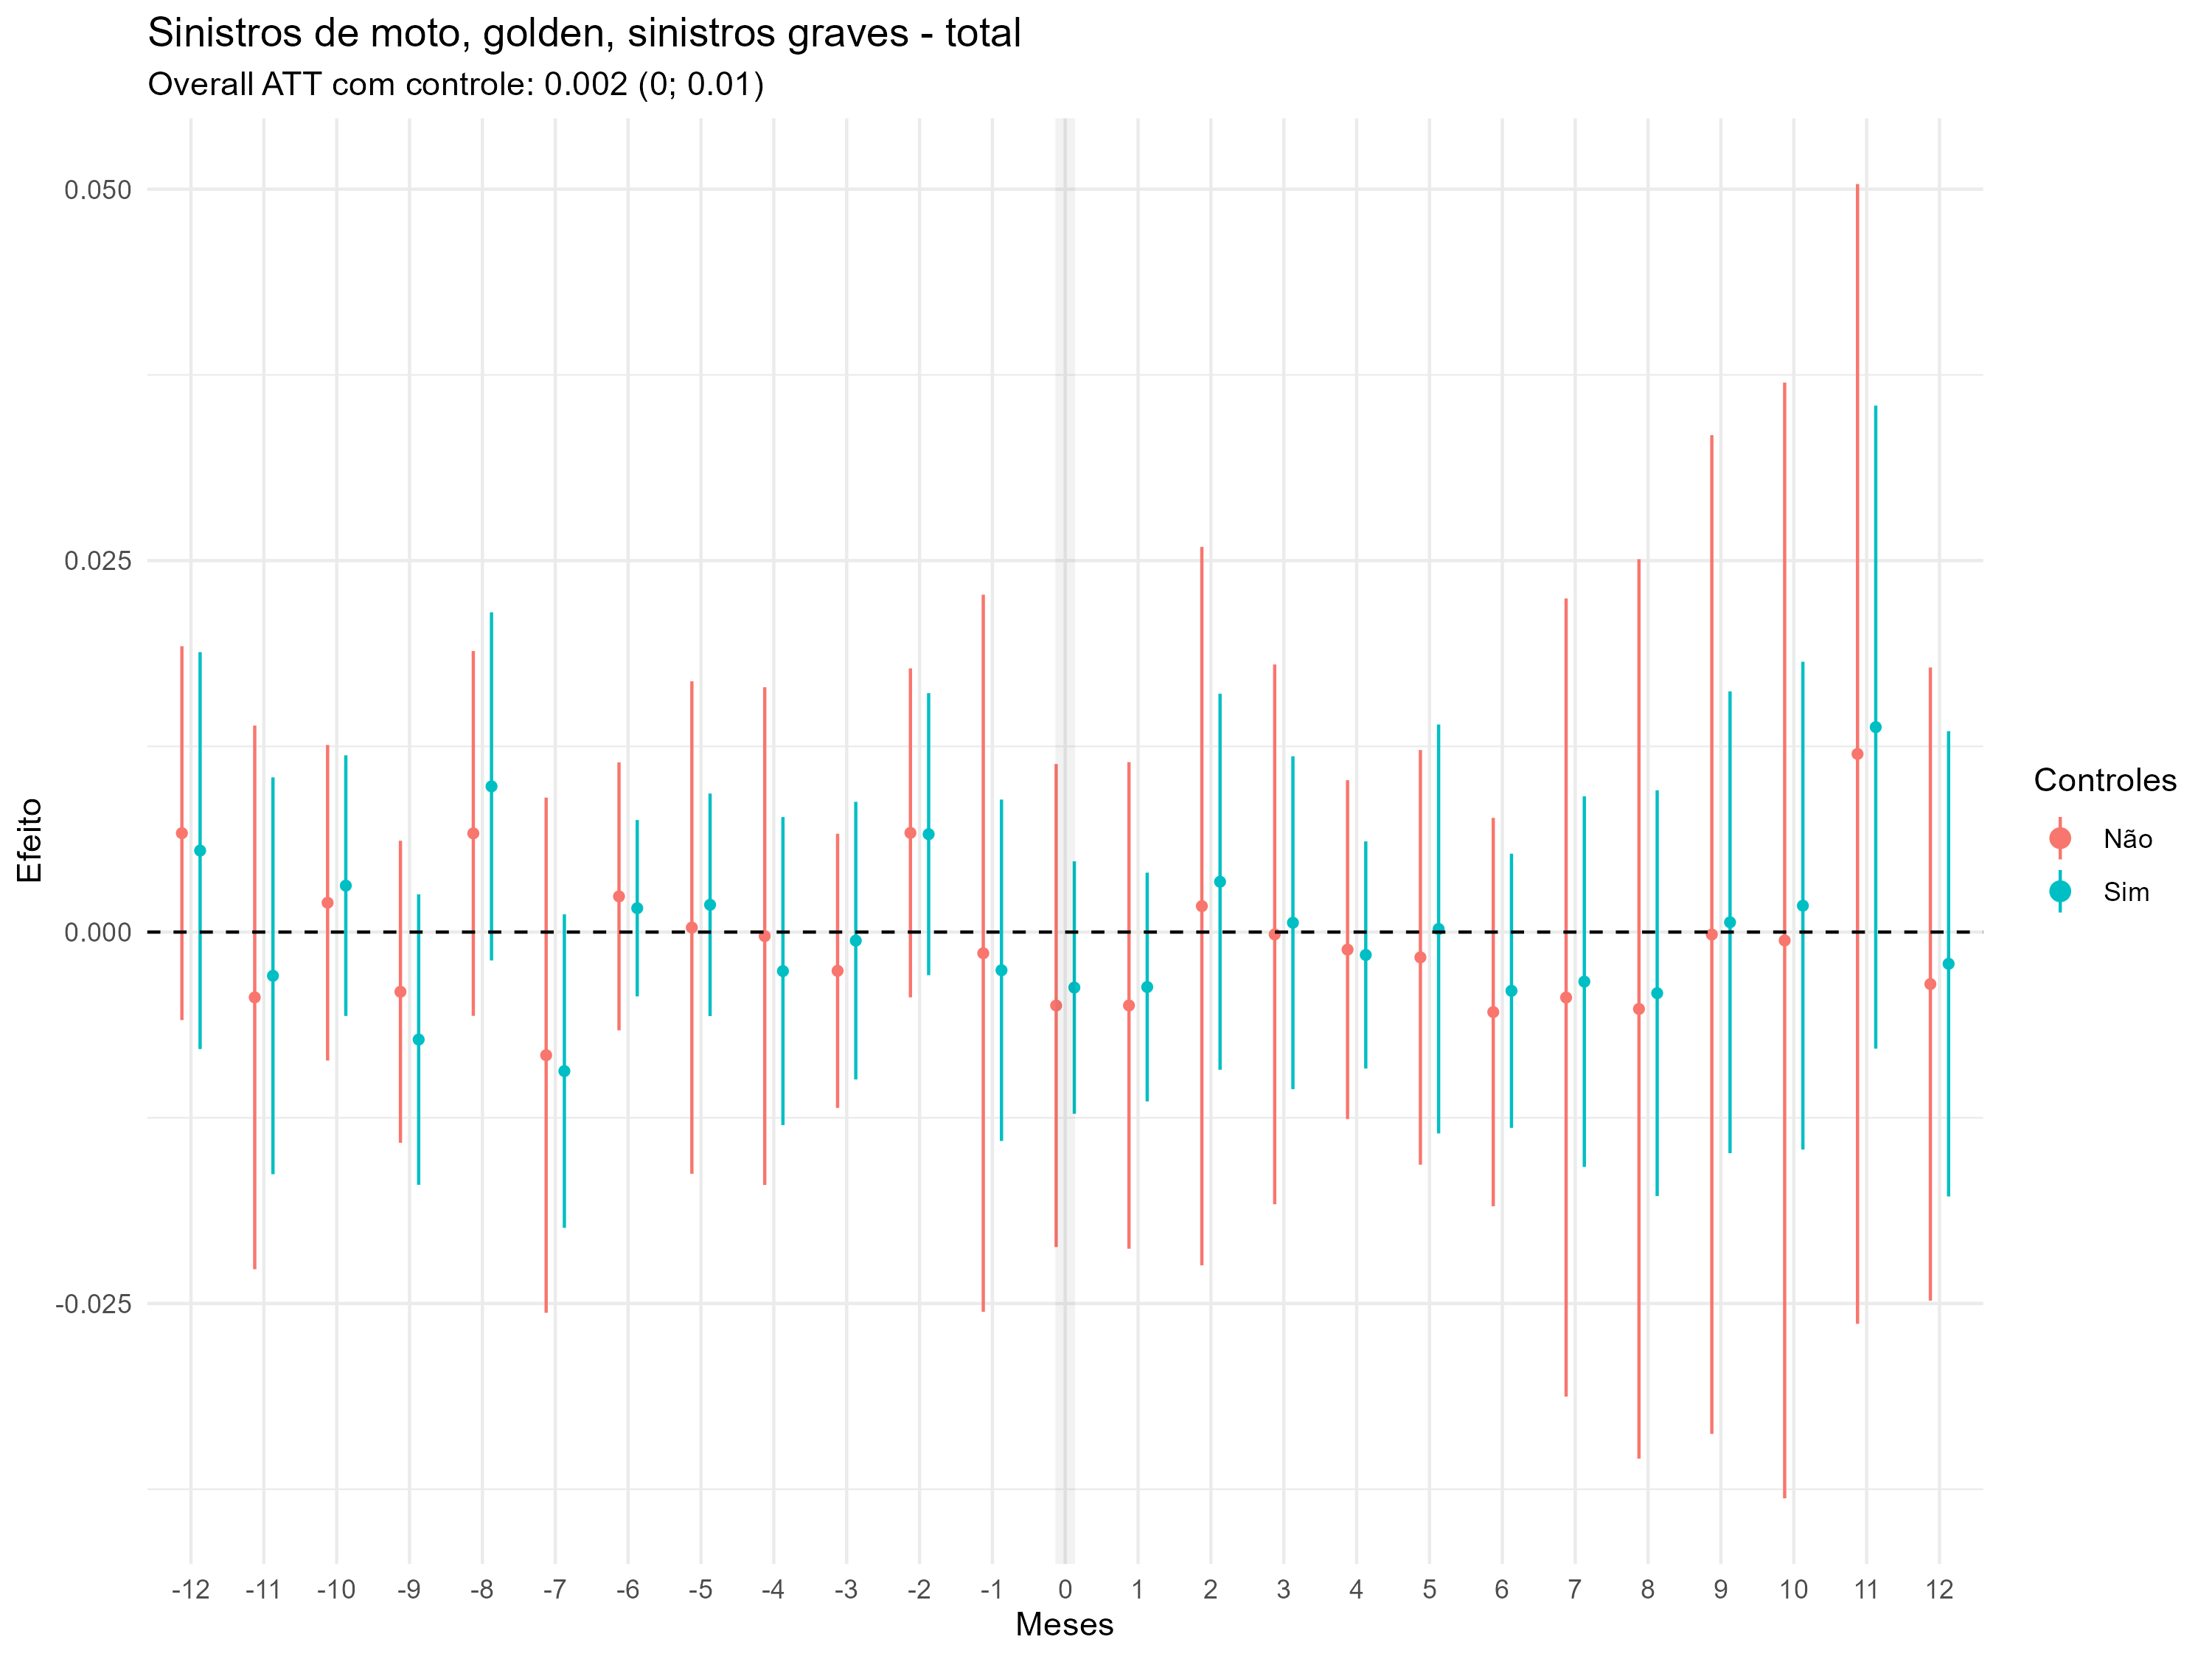 Sinistros de moto, golden, sinistros graves - total
Overall ATT com controle: 0.002 (0; 0.01)
0.050
0.025
0.000
-0.025
Efeito
-12 -11 -10 -9 -8 -7 -6 -5 -4 -3 -2 -1 0 1 2 3 4 5 6 7 8 9 10 11 12
Meses
Controles
Não
Sim